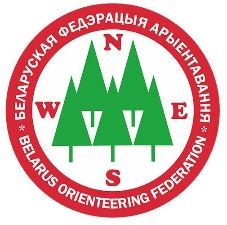 БЕЛАРУСКАЯ ФЕДЭРАЦЫЯ АРЫЕНТАВАННЯ
N
W E
S
* BELARUS ORIENTEERING FEDERATION *